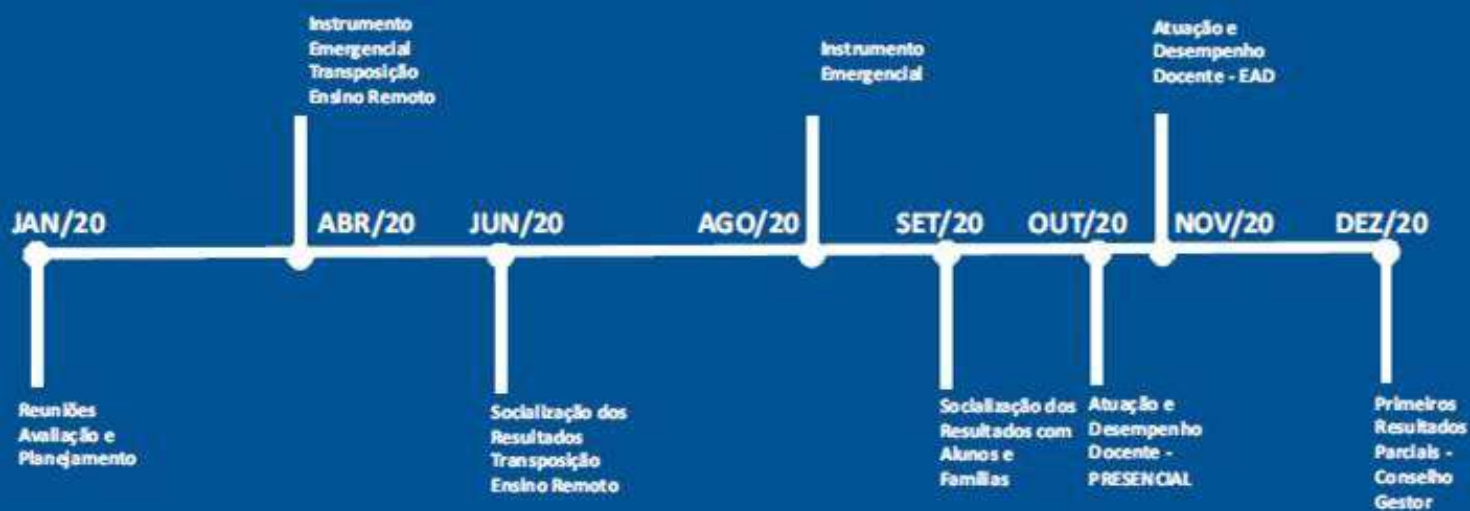 Instrumento
Emergencial
Transposição
Ensino Remoto
Instrumento
Emergencial
Atuação e
Desempenho
Docente - EAD
JAN/20
ABR/20
JUN/20
AGO/20
SET/20
OUT/20
NOV/20
DEZ/20
Reuniões
Avaliação e
Planejamento
Socialização dos
Resultados
Transposição
Ensino Remoto
Socialização dos
Resultados com
Alunos e
Famílias
Atuação e
Desempenho
Docente -
PRESENCIAL
Primeiros
Resultados
Parciais -
Conselho
Gestor